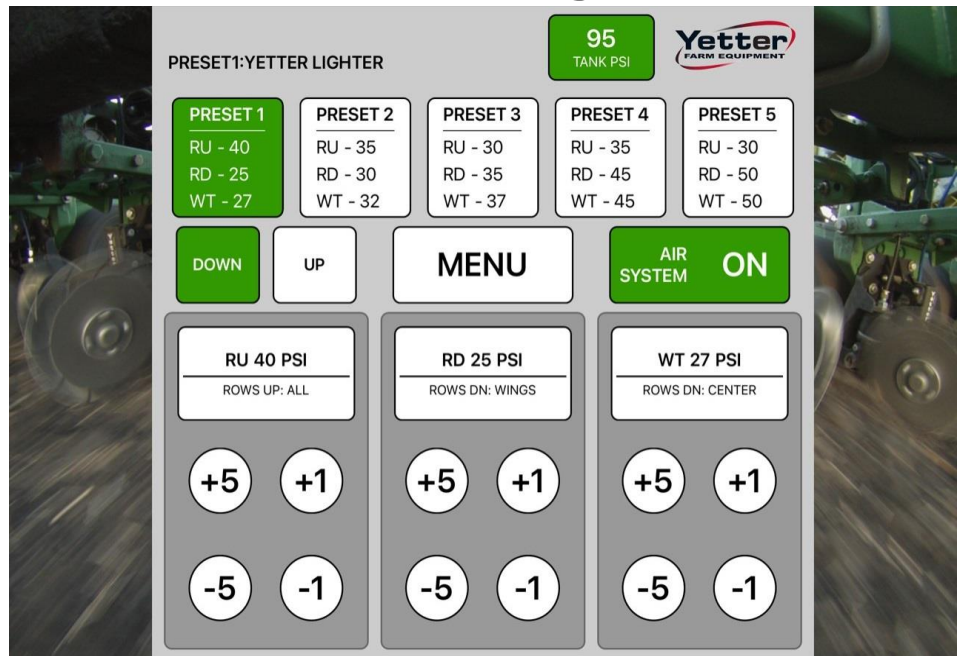 95
TANK PSI
Yetter
FARM EQUIPMENT
PRESET1:YETTER LIGHTER
PRESET 1
RU - 40
RD - 25
WT - 27
PRESET 2
RU - 35
RD - 30
WT - 32
PRESET 3
RU - 30
RD - 35
WT - 37
PRESET 4
RU - 35
RD - 45
WT - 45
PRESET 5
RU - 30
RD - 50
WT - 50
DOWN
UP
MENU
AIR
SYSTEM
ON
RU 40 PSI
ROWS UP: ALL
RD 25 PSI
ROWS DN: WINGS
WT 27 PSI
ROWS DN: CENTER
+5 +1
+5 +1
+5 +1
-5 -1
-5 -1
-5 -1